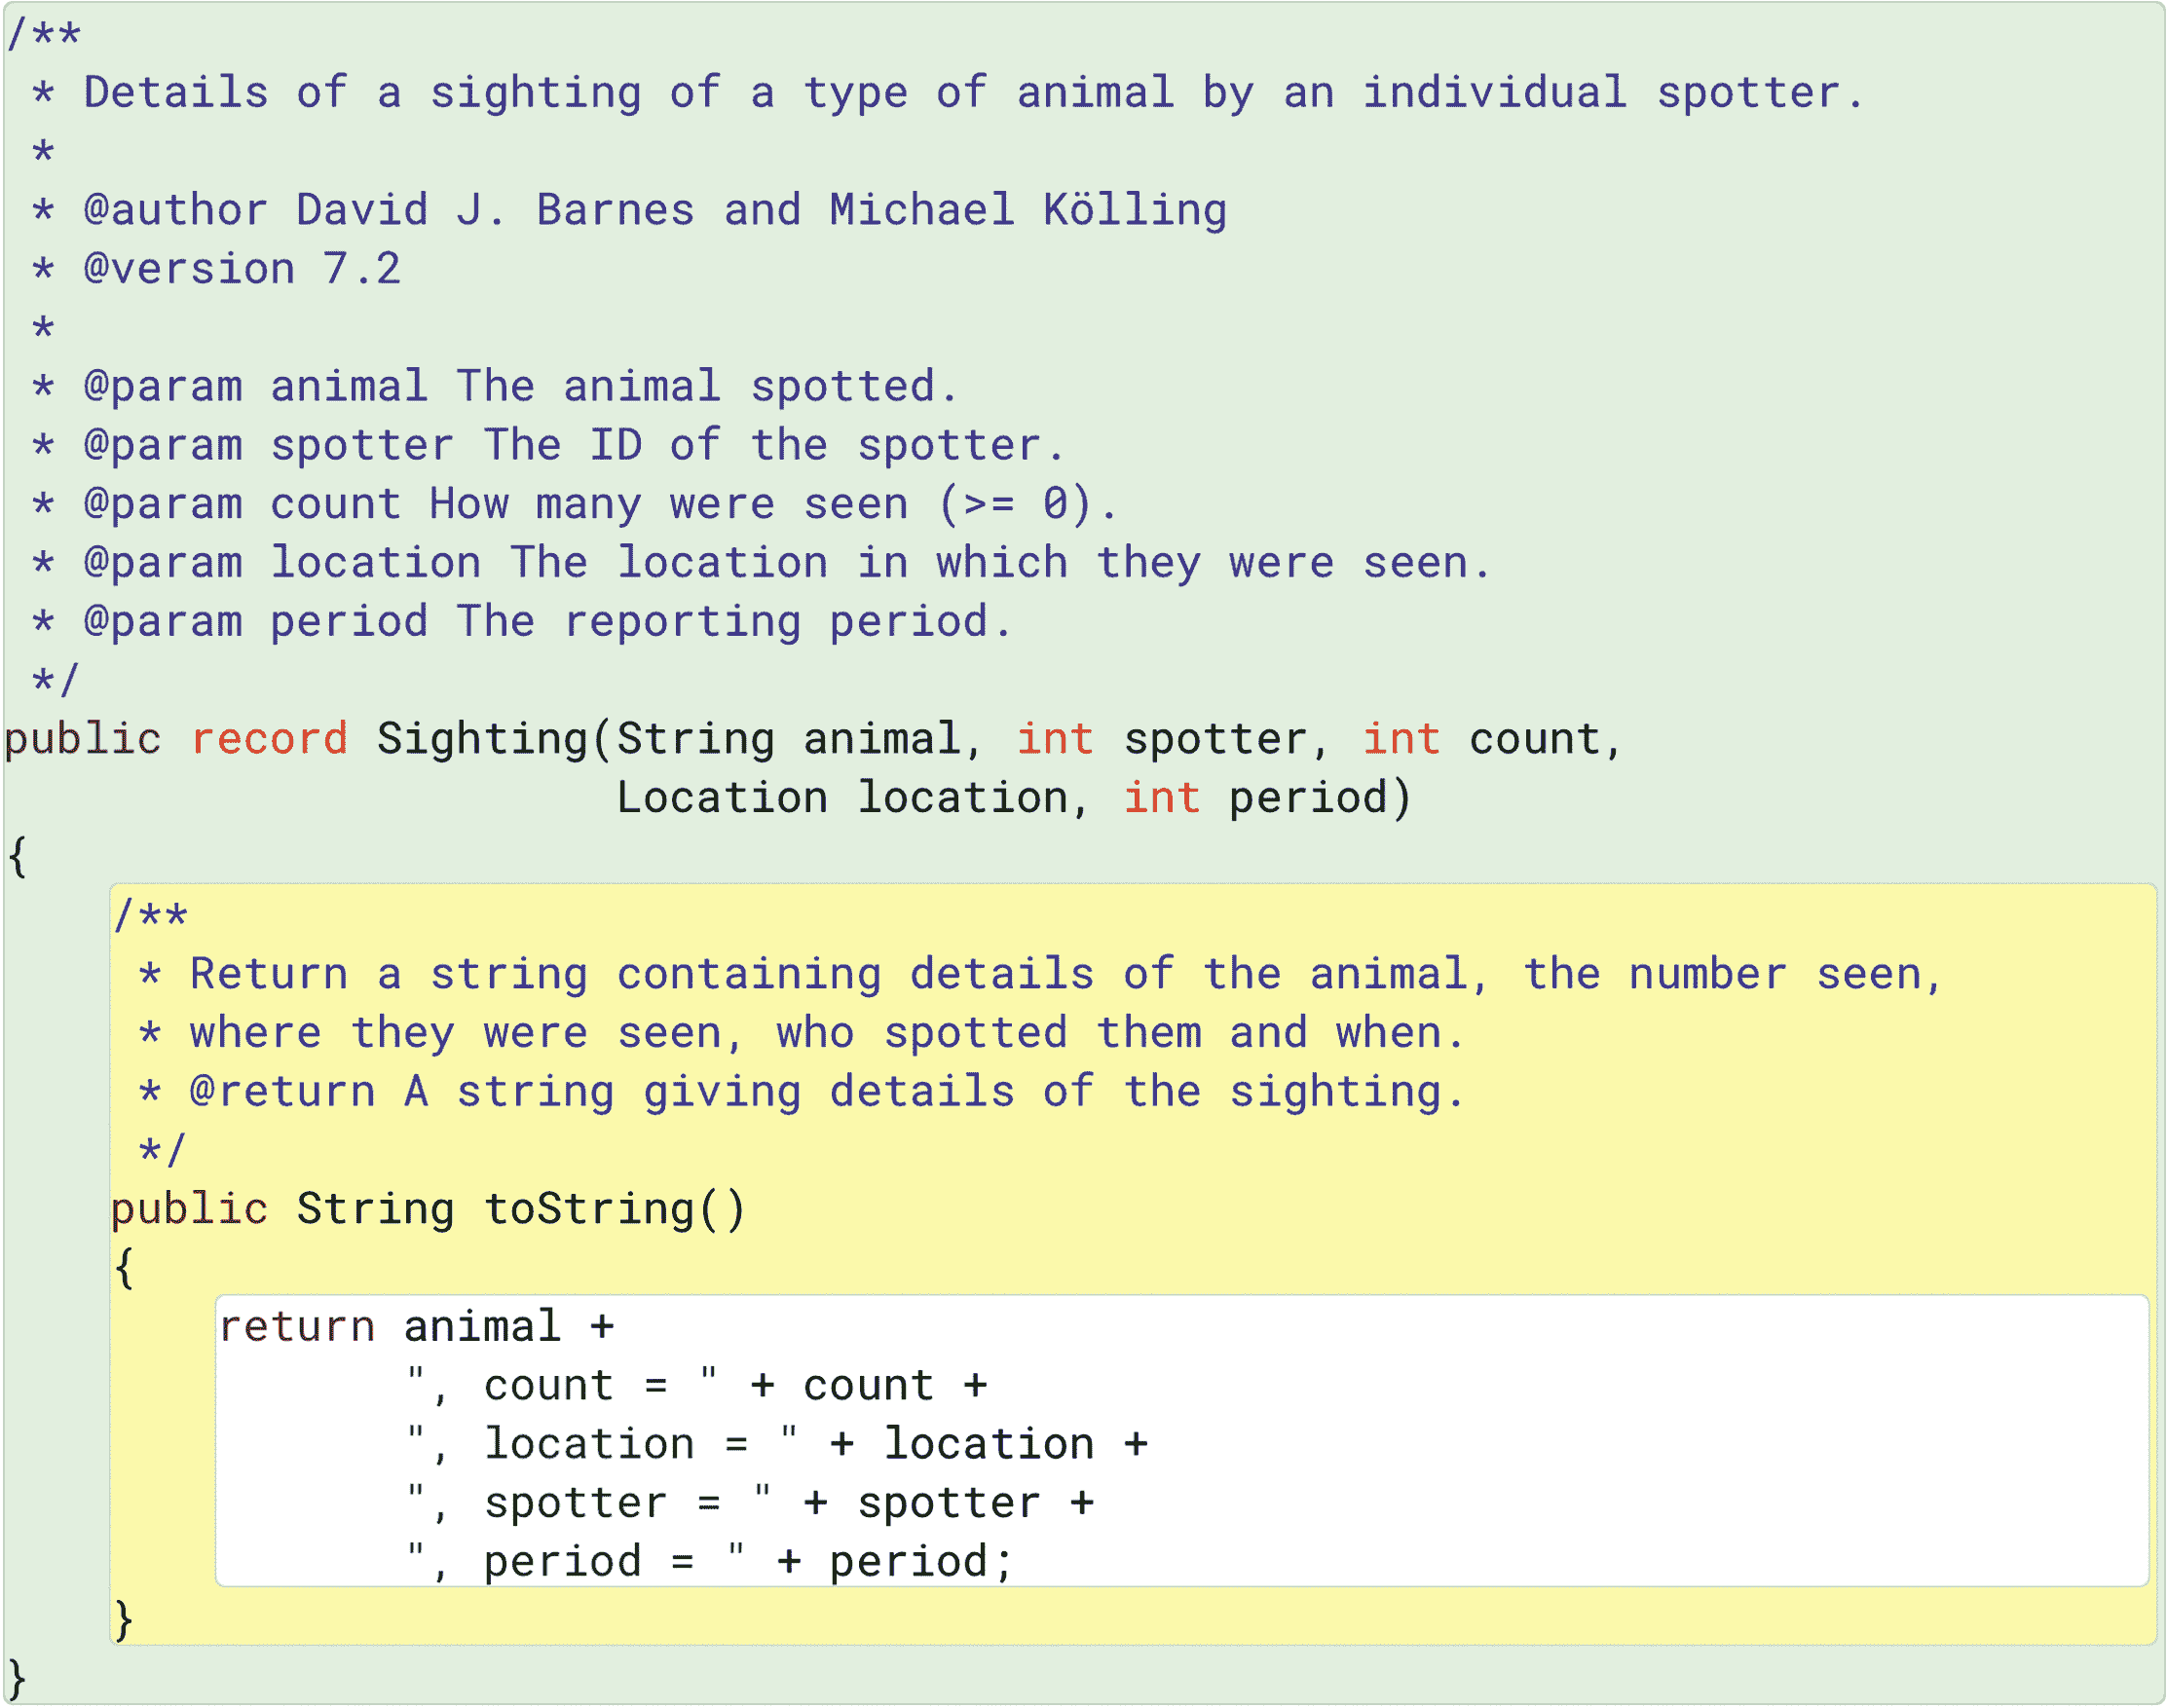 /**
 * Details of a sighting of a type of animal by an individual spotter.
 *
 * @author David J. Barnes and Michael Kölling
 * @version 7.2
 *
 * @param animal The animal spotted.
 * @param spotter The ID of the spotter.
 * @param count How many were seen (>= 0).
 * @param location The location in which they were seen.
 * @param period The reporting period.
 */
public record Sighting(String animal, int spotter, int count,
                       Location location, int period)
{
    /**
     * Return a string containing details of the animal, the number seen,
     * where they were seen, who spotted them and when.
     * @return A string giving details of the sighting.
     */
    public String toString()
    {
        return animal +
               ", count = " + count +
               ", location = " + location +
               ", spotter = " + spotter +
               ", period = " + period;
    }
}